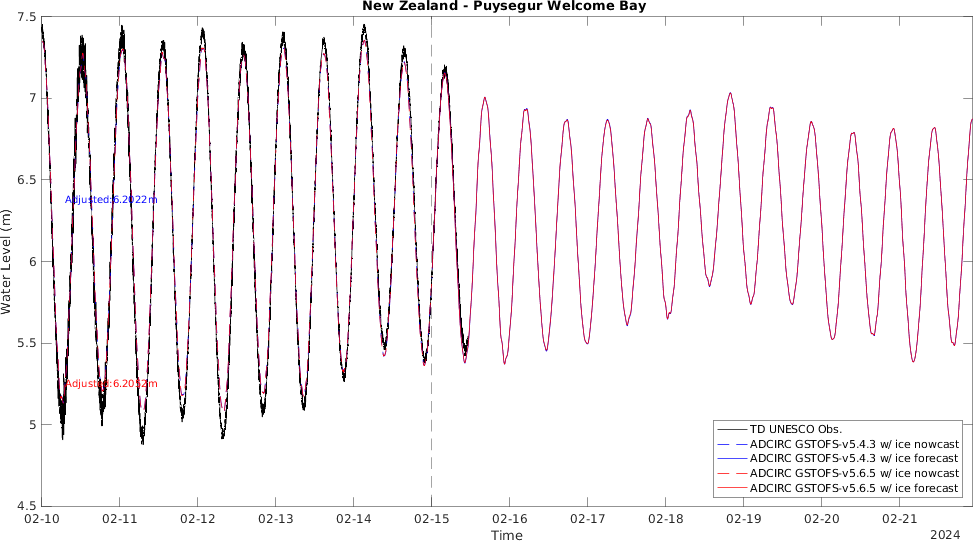 New Zealand - Puysegur Welcome Bay
7.5
7
6.5
6
5.5
5
4.5
Water Level (m)
Adjusted:6.2022m
Adjusted:6.2032m
TD UNESCO Obs.
ADCIRC GSTOFS-v5.4.3 w/ ice nowcast
ADCIRC GSTOFS-v5.4.3 w/ ice forecast
ADCIRC GSTOFS-v5.6.5 w/ ice nowcast
ADCIRC GSTOFS-v5.6.5 w/ ice forecast
02-10 02-11 02-12 02-13 02-14 02-15 02-16 02-17 02-18 02-19 02-20 02-21
Time
2024